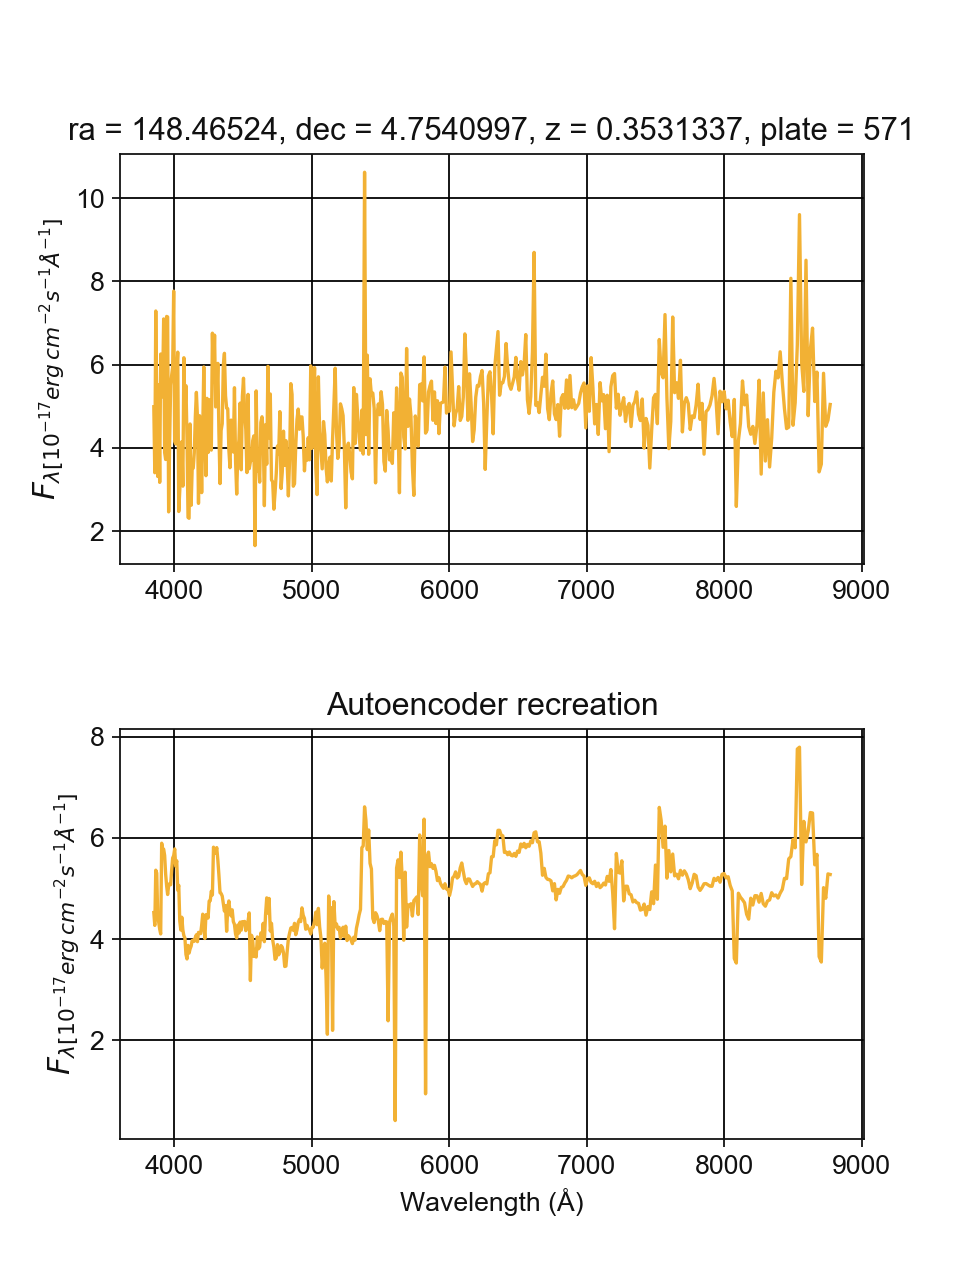 ra = 148.46524, dec = 4.7540997, z = 0.3531337, plate = 571
F_λ[10^−17 erg cm^−2 s^−1 Å^−1]
10
8
6
4
2
4000 5000 6000 7000 8000 9000
Autoencoder recreation
F_λ[10^−17 erg cm^−2 s^−1 Å^−1]
8
6
4
2
4000 5000 6000 7000 8000 9000
Wavelength (Å)